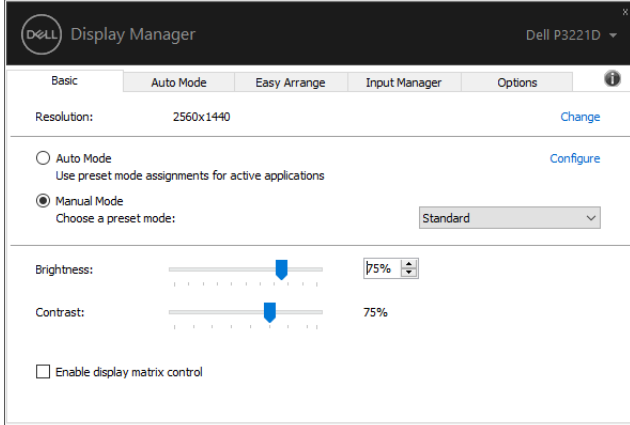 DELL Display Manager Dell P3221D
x
Basic Auto Mode Easy Arrange Input Manager Options i
Resolution: 2560x1440 Change
Auto Mode Configure
Use preset mode assignments for active applications
Manual Mode
Choose a preset mode: Standard
Brightness: 75%
Contrast: 75%
Enable display matrix control